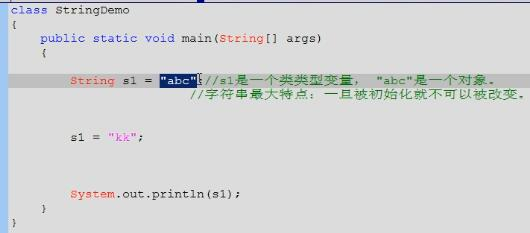 class StringDemo
{
public static void main(String[] args)
{
String s1 = "abc";//s1是一个类类型变量， "abc"是一个对象。
//字符串最大特点：一旦被初始化就不可以被改变。
s1 = "kk";
System.out.println(s1);
}
}